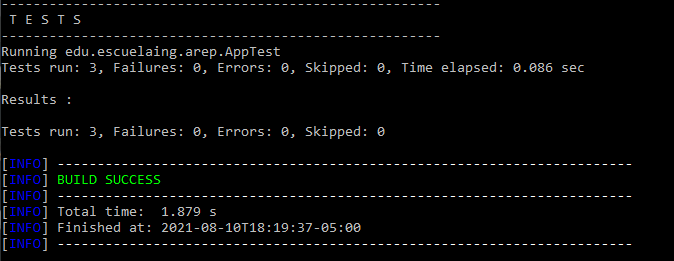 -------------------------------------------------------
 T E S T S
-------------------------------------------------------
Running edu.escuelaing.arep.AppTest
Tests run: 3, Failures: 0, Errors: 0, Skipped: 0, Time elapsed: 0.086 sec

Results :

Tests run: 3, Failures: 0, Errors: 0, Skipped: 0

[INFO] ------------------------------------------------------------------------
[INFO] BUILD SUCCESS
[INFO] ------------------------------------------------------------------------
[INFO] Total time:  1.879 s
[INFO] Finished at: 2021-08-10T18:19:37-05:00
[INFO] ------------------------------------------------------------------------